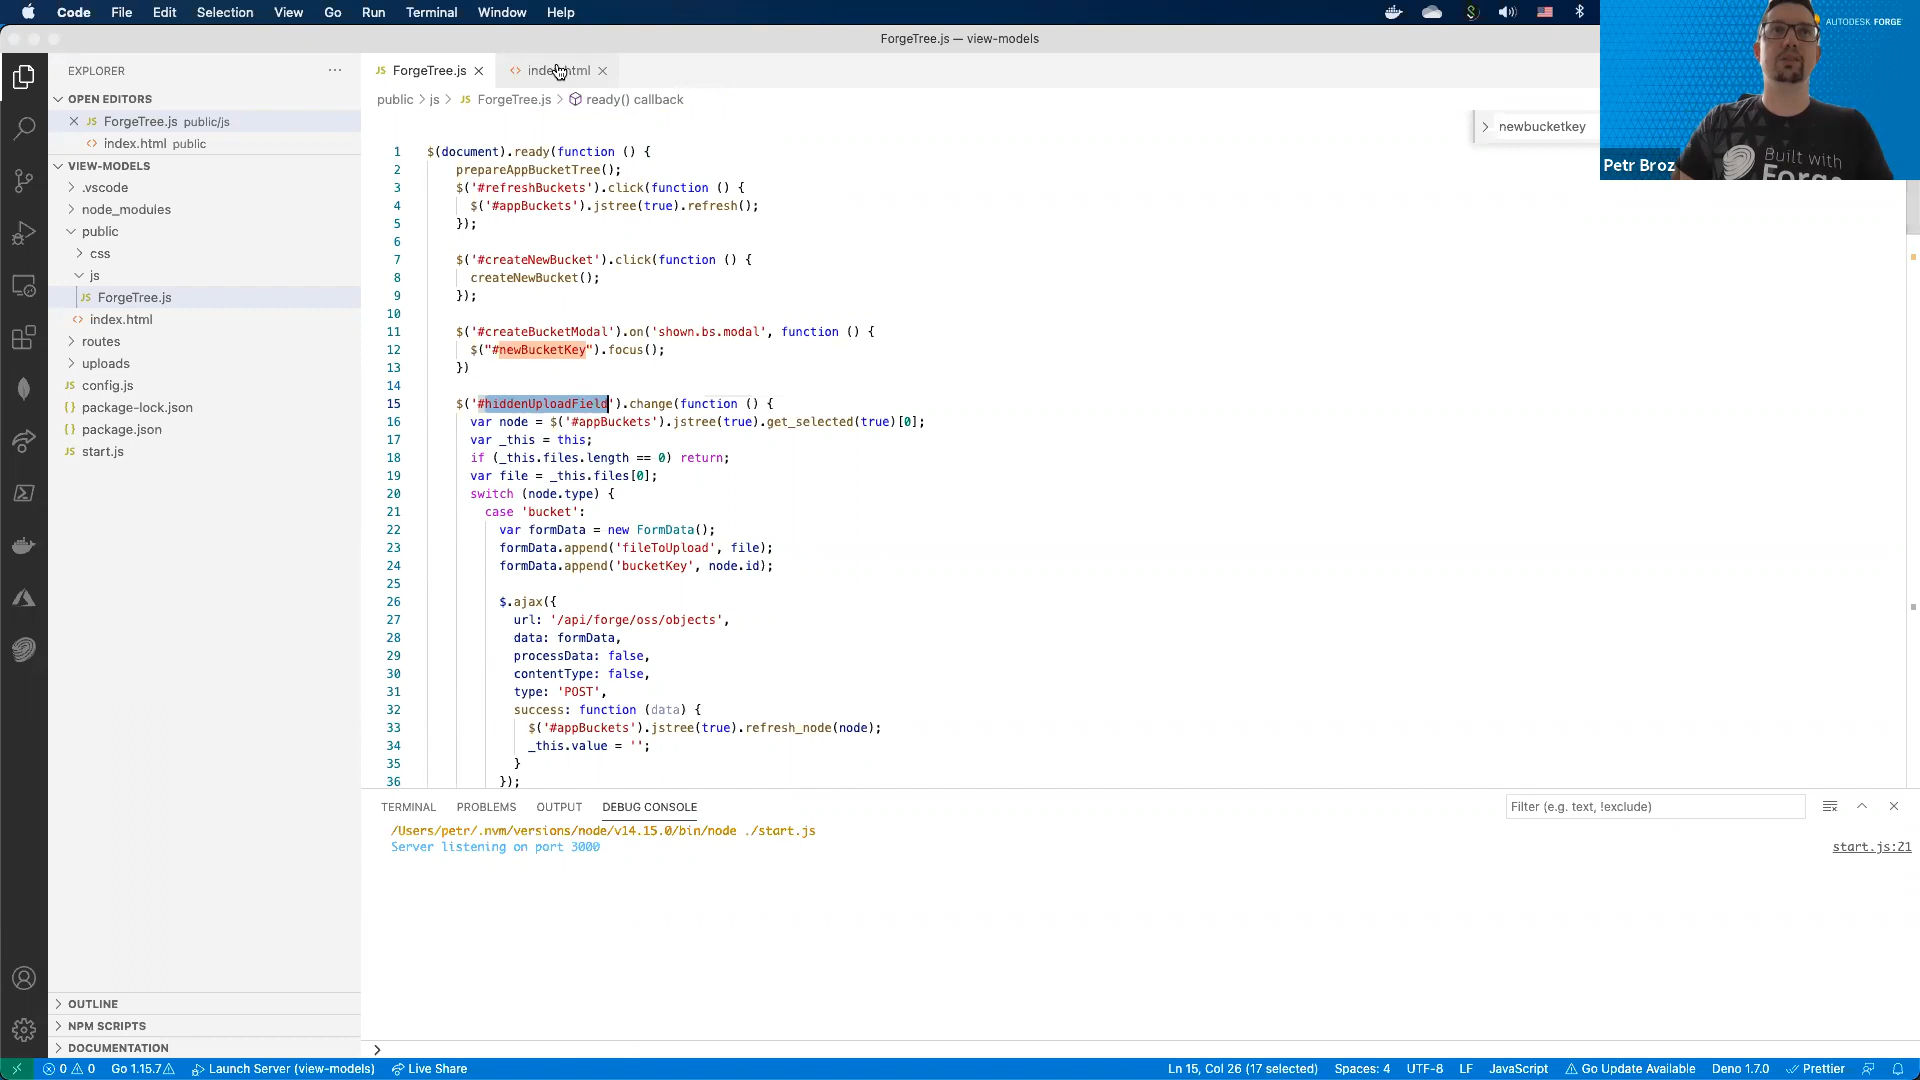 Code File Edit Selection View Go Run Terminal Window Help
ForgeTree.js — view-models
AUTODESK FORGE
EXPLORER
ForgeTree.js
index.html
OPEN EDITORS
public > js > ForgeTree.js > ready() callback
ForgeTree.js public/js
index.html public
newbucketkey
Petr Broz
Built with
Forge
VIEW-MODELS
.vscode
node_modules
public
css
js
ForgeTree.js
index.html
routes
uploads
config.js
package-lock.json
package.json
start.js
1 $(document).ready(function () {
2 prepareAppBucketTree();
3 $('#refreshBuckets').click(function () {
4 $('#appBuckets').jstree(true).refresh();
5 });
6
7 $('#createNewBucket').click(function () {
8 createNewBucket();
9 });
10
11 $('#createBucketModal').on('shown.bs.modal', function () {
12 $("#newBucketKey").focus();
13 })
14
15 $('#hiddenUploadField').change(function () {
16 var node = $('#appBuckets').jstree(true).get_selected(true)[0];
17 var _this = this;
18 if (_this.files.length == 0) return;
19 var file = _this.files[0];
20 switch (node.type) {
21 case 'bucket':
22 var formData = new FormData();
23 formData.append('fileToUpload', file);
24 formData.append('bucketKey', node.id);
25
26 $.ajax({
27 url: '/api/forge/oss/objects',
28 data: formData,
29 processData: false,
30 contentType: false,
31 type: 'POST',
32 success: function (data) {
33 $('#appBuckets').jstree(true).refresh_node(node);
34 _this.value = '';
35 }
36 });
TERMINAL PROBLEMS OUTPUT DEBUG CONSOLE
Filter (e.g. text, !exclude)
/Users/petr/.nvm/versions/node/v14.15.0/bin/node ./start.js
Server listening on port 3000
start.js:21
OUTLINE
NPM SCRIPTS
DOCUMENTATION
0 0 Go 1.15.7 Launch Server (view-models) Live Share
Ln 15, Col 26 (17 selected) Spaces: 4 UTF-8 LF JavaScript Go Update Available Deno 1.7.0 Prettier